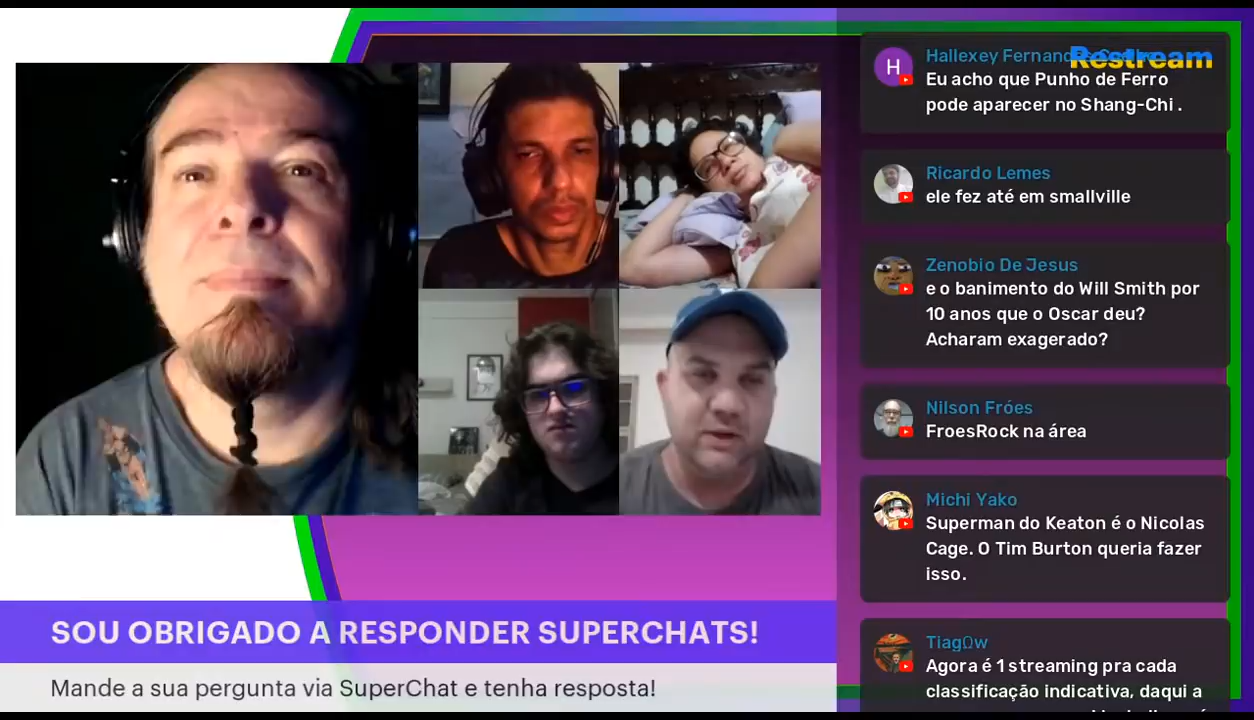 Hallexey Fernandes
Restream
Eu acho que Punho de Ferro
pode aparecer no Shang-Chi .
Ricardo Lemes
ele fez até em smallville
Zenobio De Jesus
e o banimento do Will Smith por
10 anos que o Oscar deu?
Acharam exagerado?
Nilson Fróes
FroesRock na área
Michi Yako
Superman do Keaton é o Nicolas
Cage. O Tim Burton queria fazer
isso.
TiagΩw
Agora é 1 streaming pra cada
classificação indicativa, daqui a
SOU OBRIGADO A RESPONDER SUPERCHATS!
Mande a sua pergunta via SuperChat e tenha resposta!
H